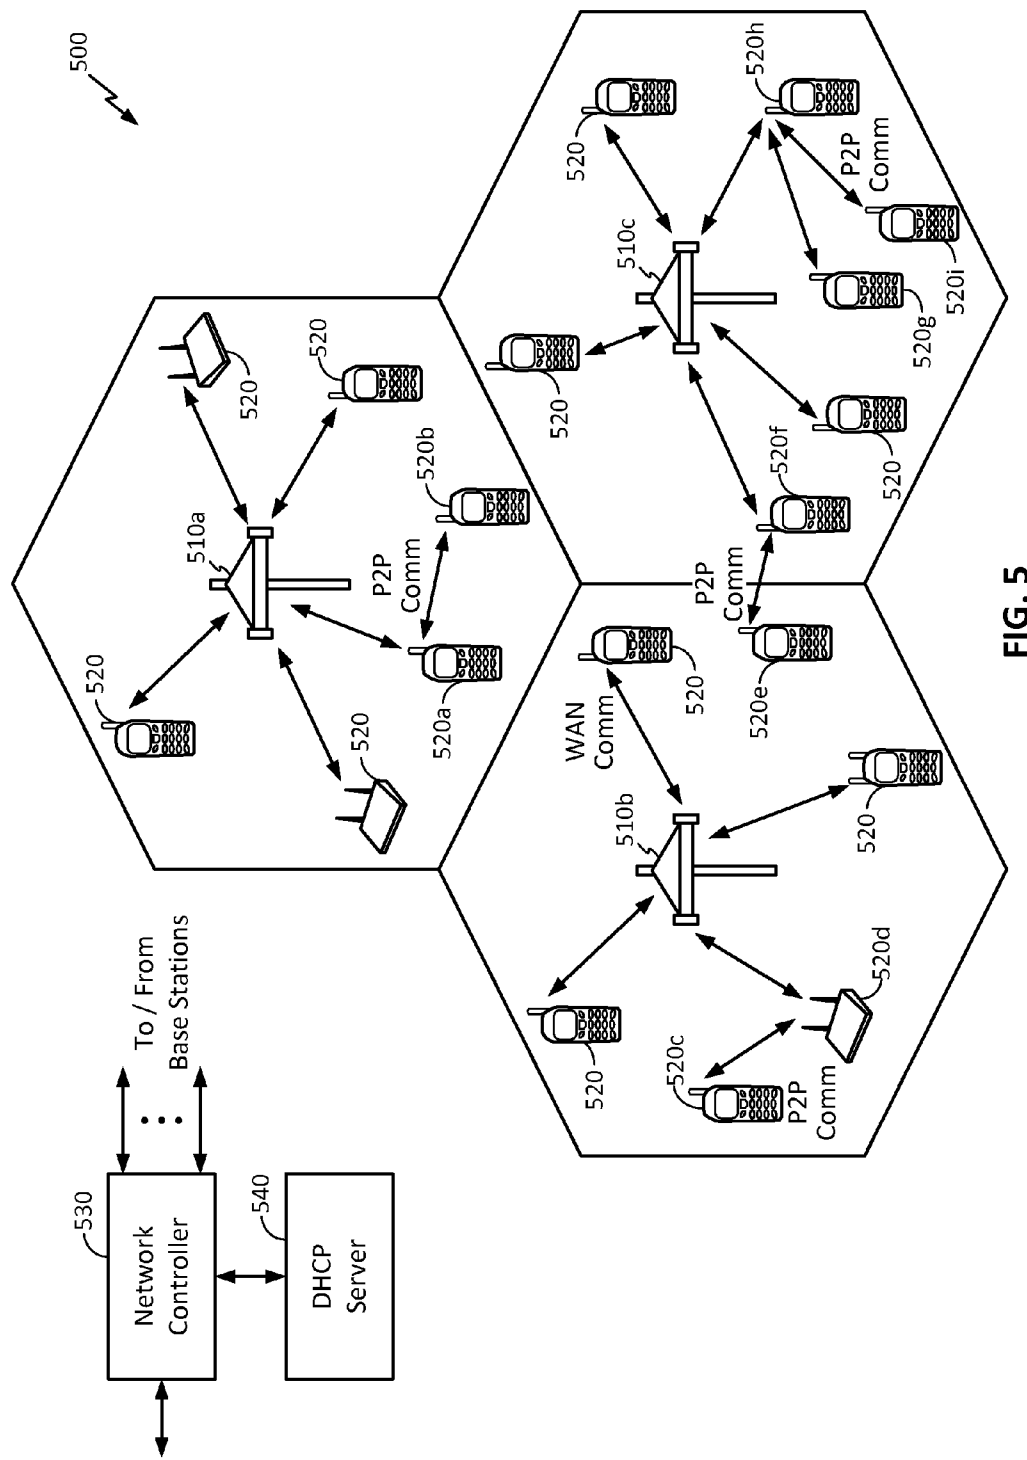 500
530
Network
Controller
540
DHCP
Server
To / From
Base Stations
520
510a
520
520
520
520a
P2P
Comm
520b
520
510b
WAN
Comm
520
520c
P2P
Comm
520d
520
520e
P2P
Comm
520f
520
510c
520
520
520g
520h
P2P
Comm
520i
FIG. 5